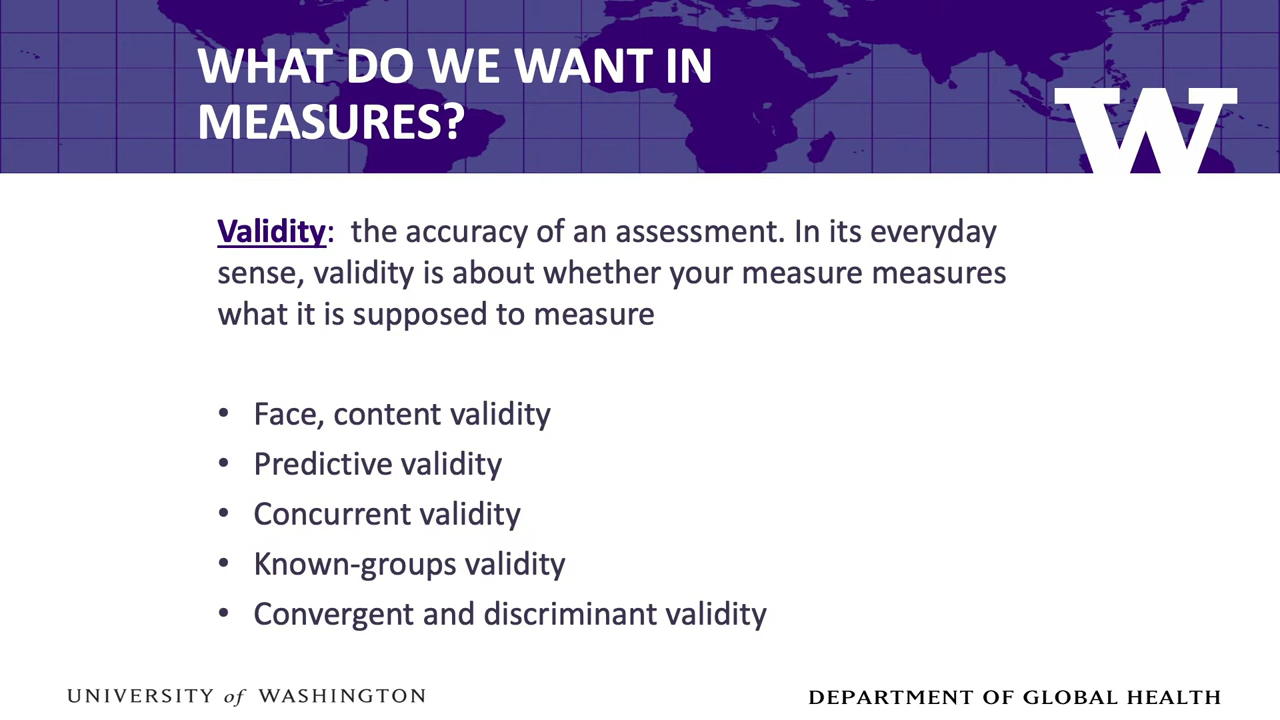 WHAT DO WE WANT IN
MEASURES?
W
Validity:  the accuracy of an assessment. In its everyday
sense, validity is about whether your measure measures
what it is supposed to measure
• Face, content validity
• Predictive validity
• Concurrent validity
• Known-groups validity
• Convergent and discriminant validity
UNIVERSITY of WASHINGTON
DEPARTMENT OF GLOBAL HEALTH